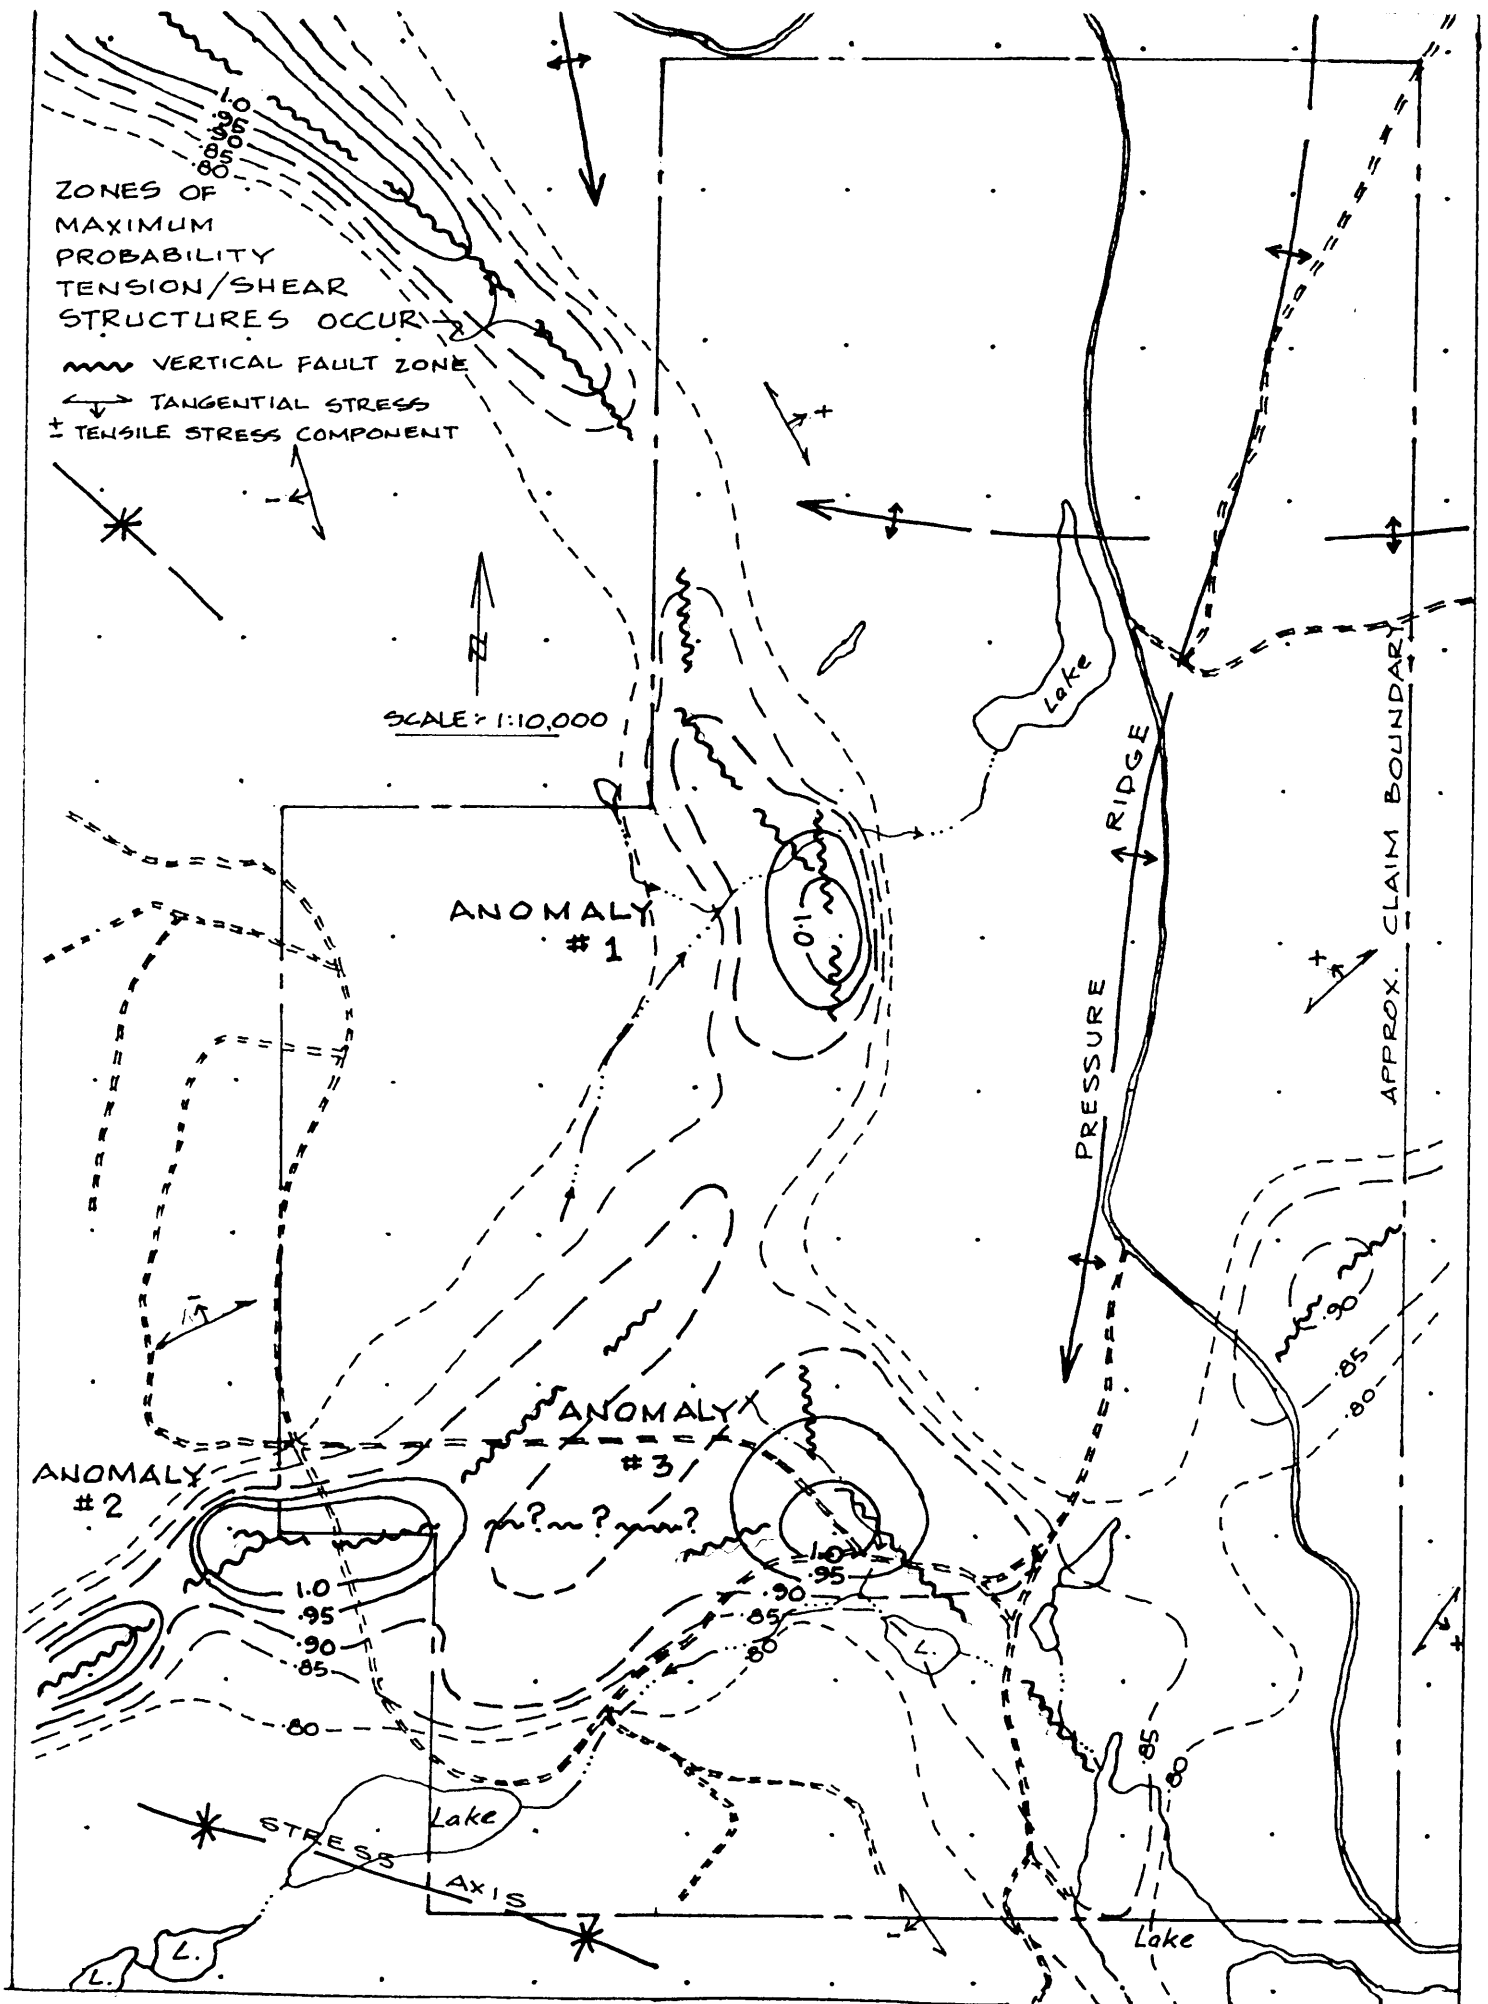 1.0
.95
.90
.85
.80
ZONES OF
MAXIMUM
PROBABILITY
TENSION/SHEAR
STRUCTURES OCCUR
VERTICAL FAULT ZONE
TANGENTIAL STRESS
± TENSILE STRESS COMPONENT
+
-
N
SCALE:- 1:10,000
Lake
RIDGE
PRESSURE
APPROX. CLAIM BOUNDARY
ANOMALY
# 1
1.0
+
-
.90
.85
.80
ANOMALY
# 3
ANOMALY
# 2
? ? ?
1.0
.95
.90
.85
.80
1.0
.95
.90
.85
.80
L.
+
.85
.80
Lake
STRESS
AXIS
-
Lake
L.
L.